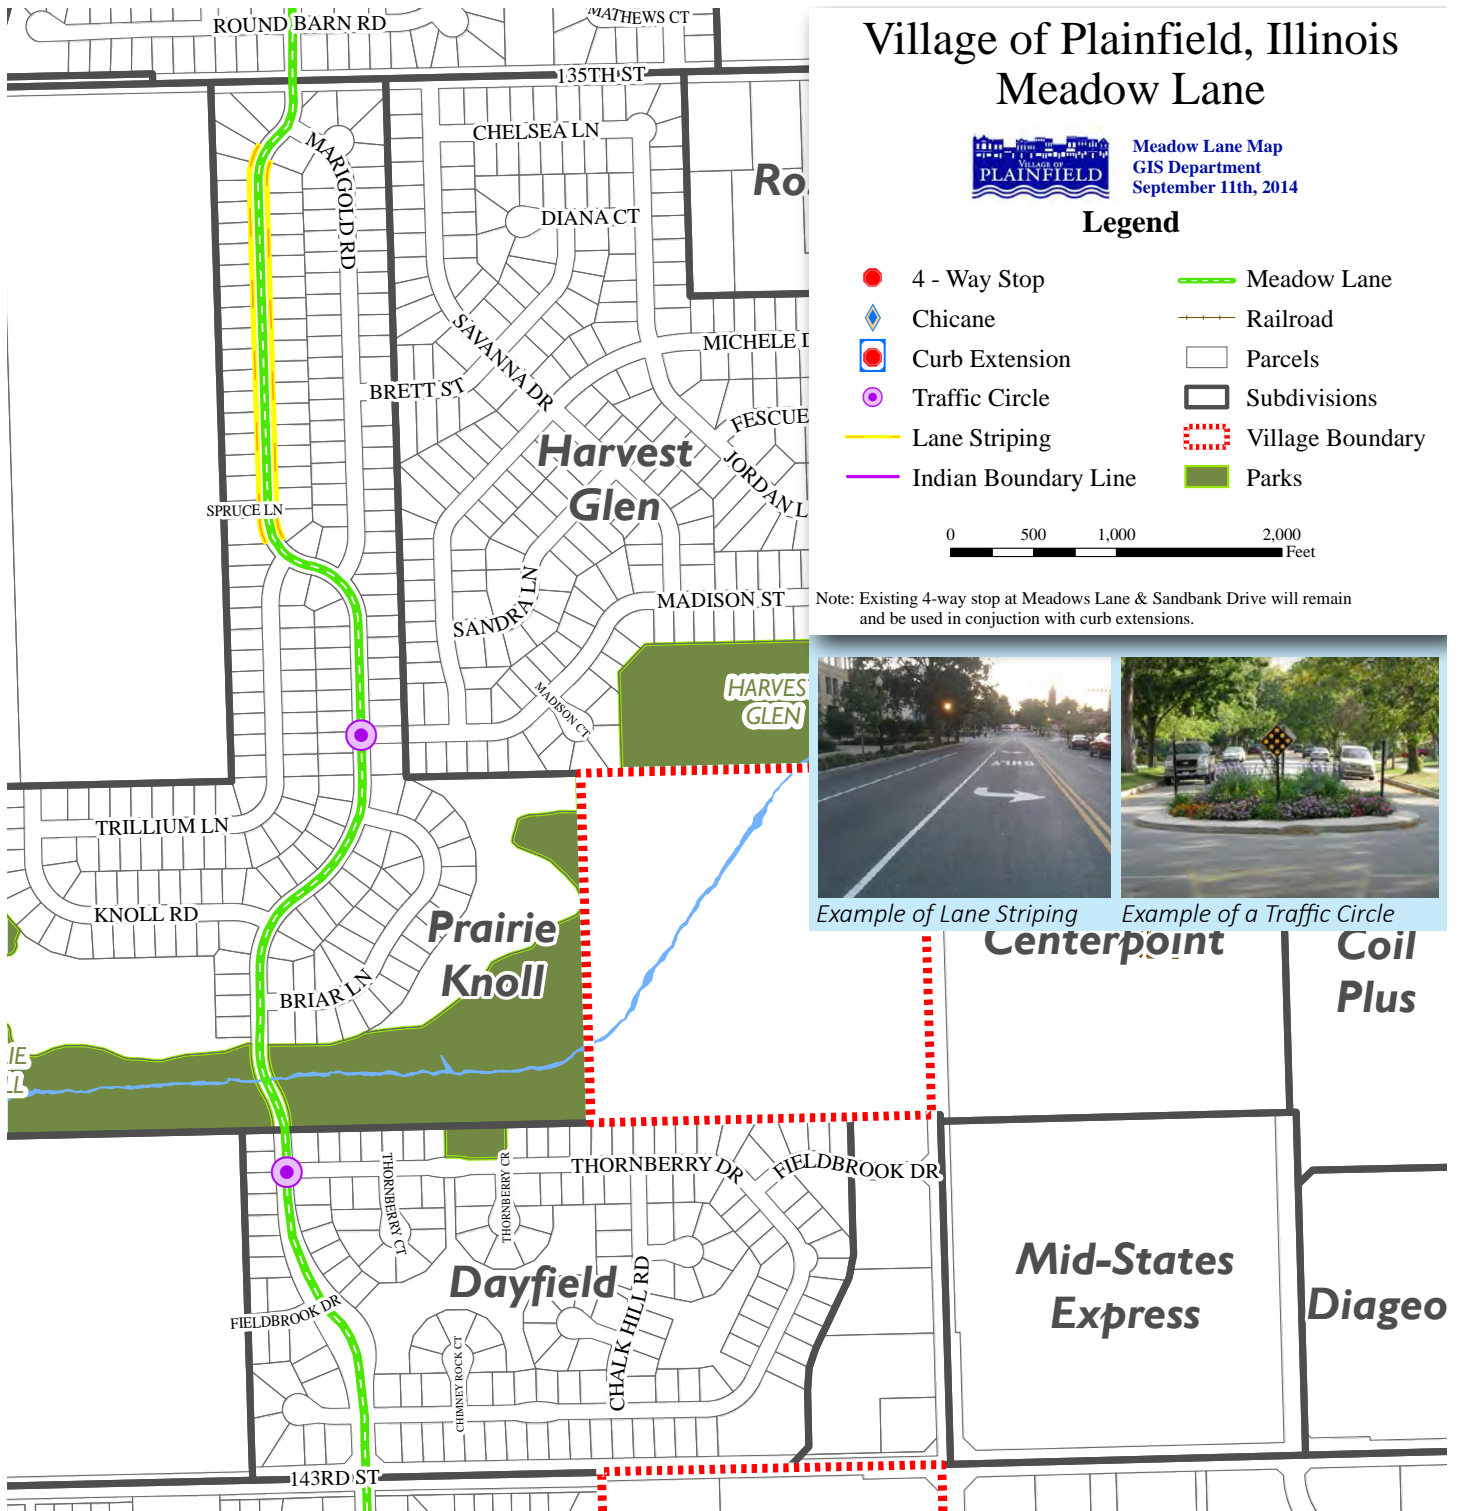 Village of Plainfield, Illinois
Meadow Lane
VILLAGE OF
PLAINFIELD
Meadow Lane Map
GIS Department
September 11th, 2014
Legend
4 - Way Stop
Chicane
Curb Extension
Traffic Circle
Lane Striping
Indian Boundary Line
Meadow Lane
Railroad
Parcels
Subdivisions
Village Boundary
Parks
0 500 1,000 2,000
Feet
Note: Existing 4-way stop at Meadows Lane & Sandbank Drive will remain
and be used in conjuction with curb extensions.
ONLY
Example of Lane Striping
Example of a Traffic Circle
ROUND BARN RD
MATHEWS CT
135TH ST
MARIGOLD RD
CHELSEA LN
Ro
DIANA CT
SAVANNA DR
MICHELE D
BRETT ST
FESCUE
Harvest
Glen
JORDAN L
SPRUCE LN
SANDRA LN
MADISON ST
MADISON CT
HARVES
GLEN
TRILLIUM LN
KNOLL RD
Prairie
Knoll
BRIAR LN
IE
LL
Centerpoint
Coil
Plus
THORNBERRY CT
THORNBERRY CR
THORNBERRY DR
FIELDBROOK DR
Dayfield
CHALK HILL RD
FIELDBROOK DR
CHIMNEY ROCK CT
Mid-States
Express
Diageo
143RD ST